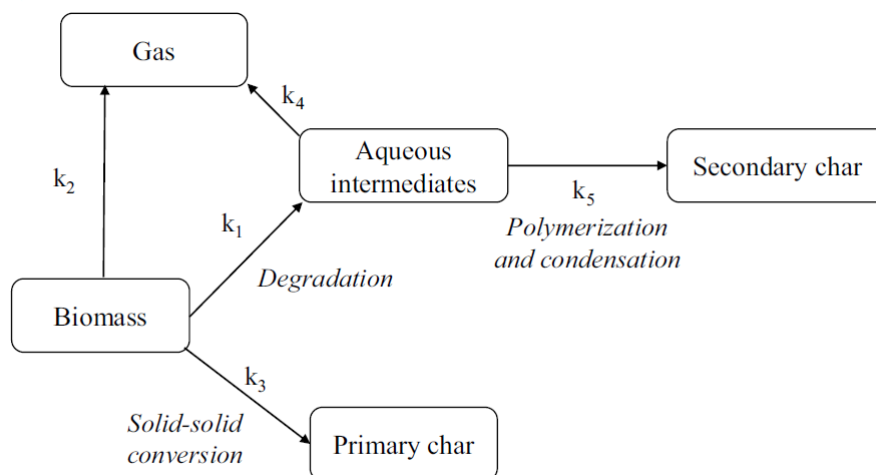 Gas
k₄
Aqueous
intermediates
Secondary char
k₂
k₅
k₁
Polymerization
and condensation
Degradation
Biomass
k₃
Solid-solid
conversion
Primary char